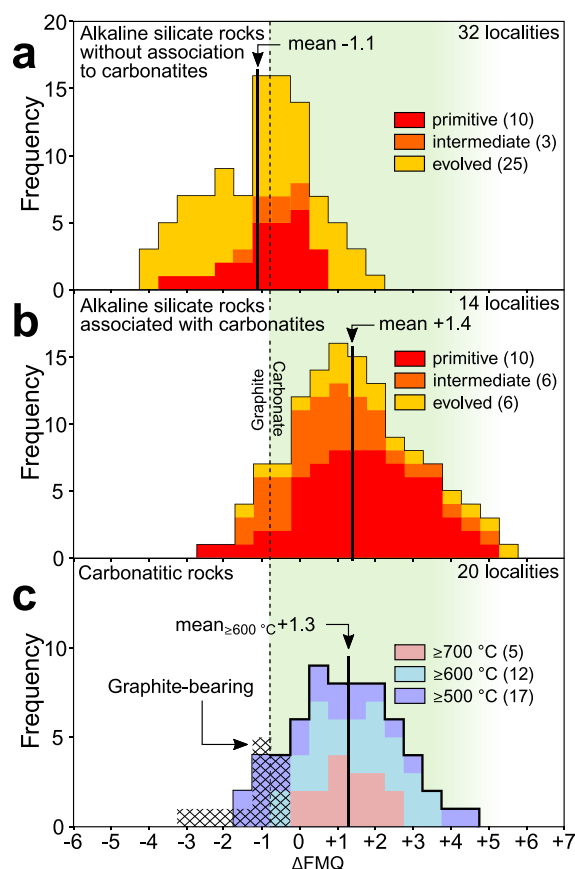 a
Alkaline silicate rocks
without association
to carbonatites
32 localities
mean -1.1
primitive (10)
intermediate (3)
evolved (25)
Frequency
20
15
10
5
0
b
Alkaline silicate rocks
associated with carbonatites
14 localities
mean +1.4
primitive (10)
intermediate (6)
evolved (6)
Graphite
Carbonate
Frequency
15
10
5
0
c
Carbonatitic rocks
20 localities
mean≥600 °C+1.3
Graphite-bearing
≥700 °C (5)
≥600 °C (12)
≥500 °C (17)
Frequency
10
5
0
-6 -5 -4 -3 -2 -1 0 +1 +2 +3 +4 +5 +6 +7
ΔFMQ